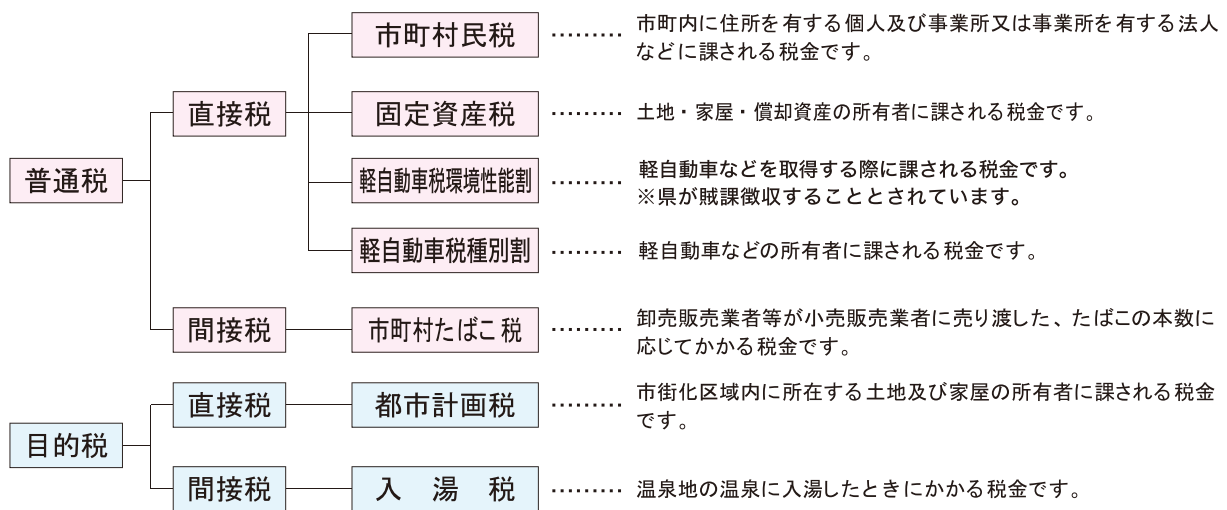 普通税
直接税
市町村民税 ……… 市町内に住所を有する個人及び事業所又は事業所を有する法人
などに課される税金です。
固定資産税 ……… 土地・家屋・償却資産の所有者に課される税金です。
軽自動車税環境性能割 ……… 軽自動車などを取得する際に課される税金です。
※県が賊課徴収することとされています。
軽自動車税種別割 ……… 軽自動車などの所有者に課される税金です。
間接税
市町村たばこ税 ……… 卸売販売業者等が小売販売業者に売り渡した、たばこの本数に
応じてかかる税金です。
目的税
直接税
都市計画税 ……… 市街化区域内に所在する土地及び家屋の所有者に課される税金
です。
間接税
入　湯　税 ……… 温泉地の温泉に入湯したときにかかる税金です。